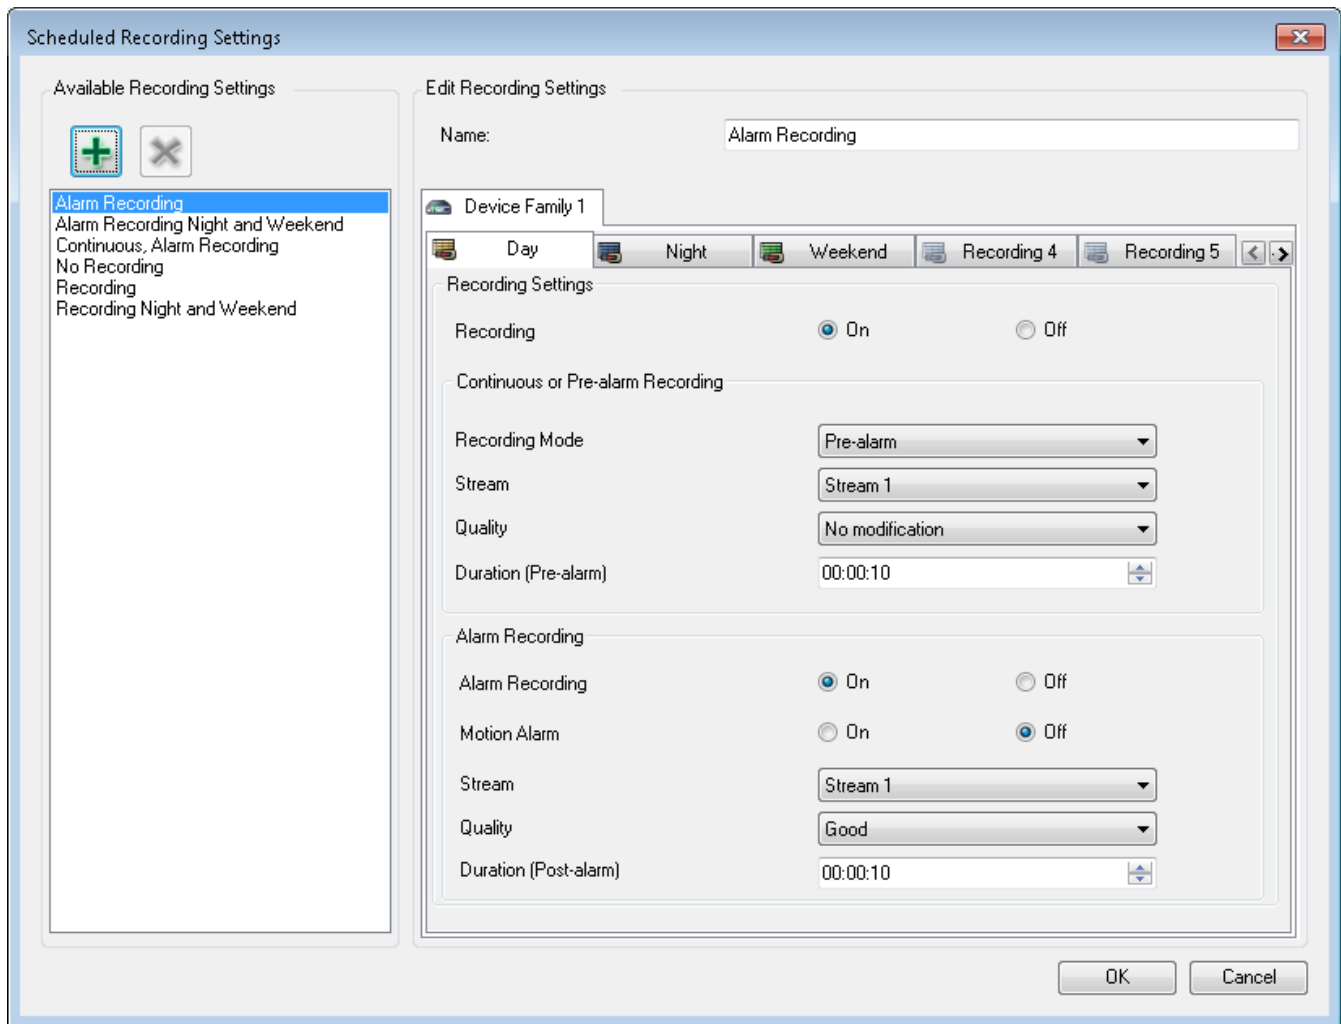 Scheduled Recording Settings
Available Recording Settings
Alarm Recording
Alarm Recording Night and Weekend
Continuous, Alarm Recording
No Recording
Recording
Recording Night and Weekend
Edit Recording Settings
Name: Alarm Recording
Device Family 1
Day Night Weekend Recording 4 Recording 5
Recording Settings
Recording On Off
Continuous or Pre-alarm Recording
Recording Mode Pre-alarm
Stream Stream 1
Quality No modification
Duration (Pre-alarm) 00:00:10
Alarm Recording
Alarm Recording On Off
Motion Alarm On Off
Stream Stream 1
Quality Good
Duration (Post-alarm) 00:00:10
OK Cancel